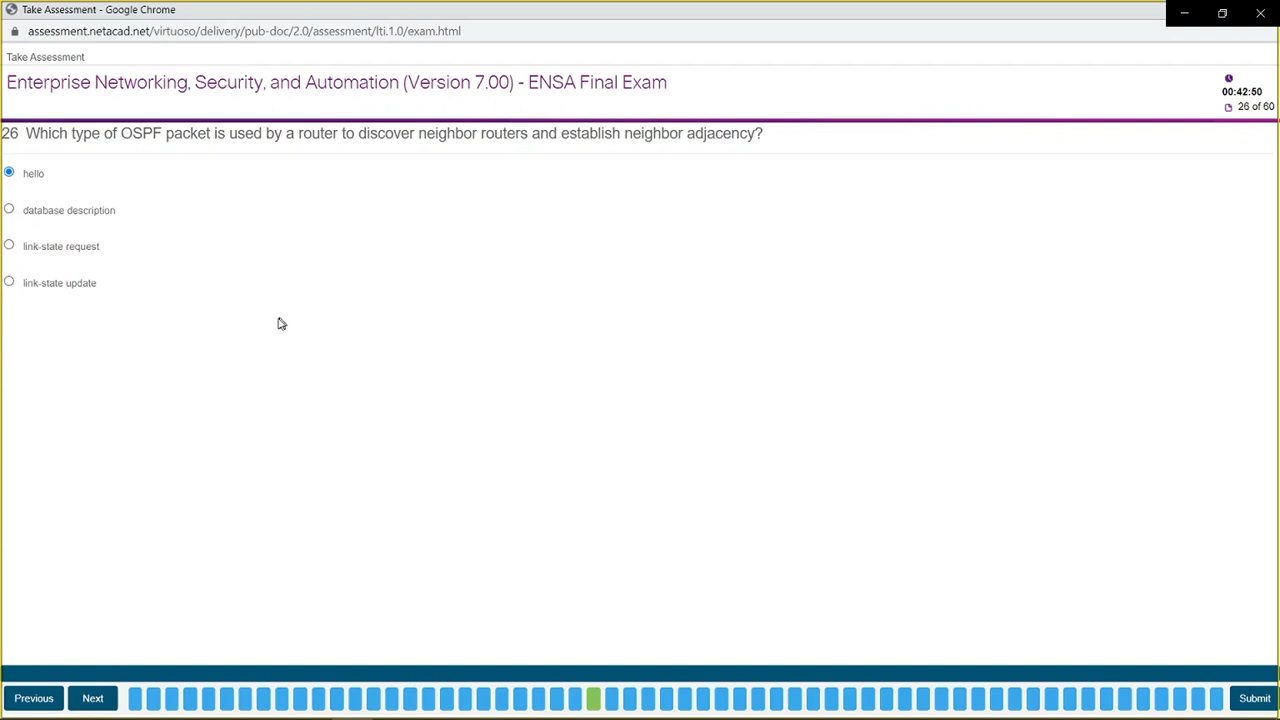 Take Assessment - Google Chrome
assessment.netacad.net/virtuoso/delivery/pub-doc/2.0/assessment/lti.1.0/exam.html
Take Assessment
Enterprise Networking, Security, and Automation (Version 7.00) - ENSA Final Exam
00:42:50
26 of 60
26 Which type of OSPF packet is used by a router to discover neighbor routers and establish neighbor adjacency?
hello
database description
link-state request
link-state update
Previous Next Submit